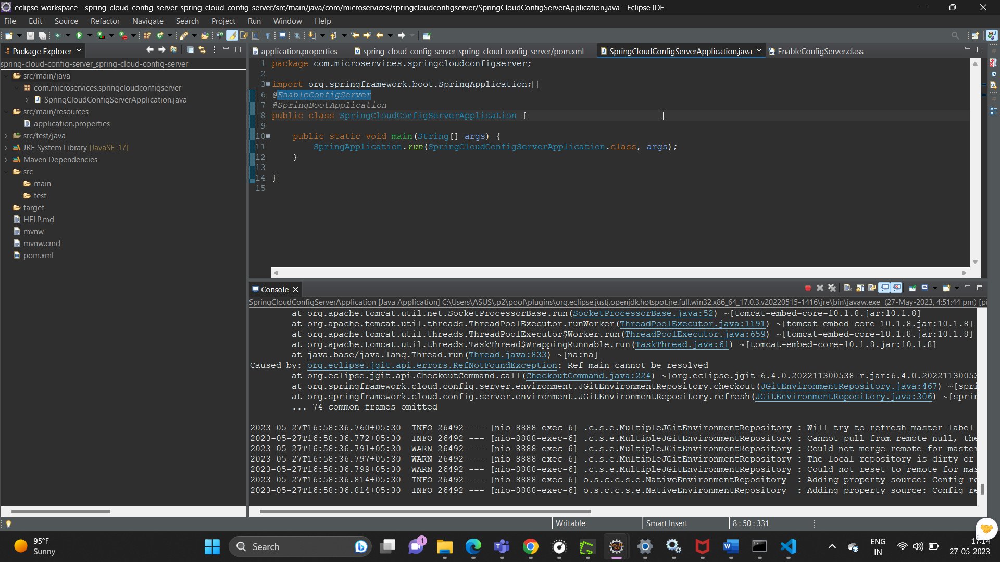 eclipse-workspace - spring-cloud-config-server_spring-cloud-config-server/src/main/java/com/microservices/springcloudconfigserver/SpringCloudConfigServerApplication.java - Eclipse IDE
File Edit Source Refactor Navigate Search Project Run Window Help
Package Explorer
spring-cloud-config-server_spring-cloud-config-server
src/main/java
com.microservices.springcloudconfigserver
SpringCloudConfigServerApplication.java
src/main/resources
application.properties
src/test/java
JRE System Library [JavaSE-17]
Maven Dependencies
src
main
test
target
HELP.md
mvnw
mvnw.cmd
pom.xml
application.properties spring-cloud-config-server_spring-cloud-config-server/pom.xml SpringCloudConfigServerApplication.java EnableConfigServer.class
1 package com.microservices.springcloudconfigserver;
2
3 import org.springframework.boot.SpringApplication;
6 @EnableConfigServer
7 @SpringBootApplication
8 public class SpringCloudConfigServerApplication {
9
10 public static void main(String[] args) {
11 SpringApplication.run(SpringCloudConfigServerApplication.class, args);
12 }
13
14 }
15
Console
SpringCloudConfigServerApplication [Java Application] C:\Users\ASUS\.p2\pool\plugins\org.eclipse.justj.openjdk.hotspot.jre.full.win32.x86_64_17.0.3.v20220515-1416\jre\bin\javaw.exe (27-May-2023, 4:51:44 pm) [pi
at org.apache.tomcat.util.net.SocketProcessorBase.run(SocketProcessorBase.java:52) ~[tomcat-embed-core-10.1.8.jar:10.1.8]
at org.apache.tomcat.util.threads.ThreadPoolExecutor.runWorker(ThreadPoolExecutor.java:1191) ~[tomcat-embed-core-10.1.8.jar:10.1.8]
at org.apache.tomcat.util.threads.ThreadPoolExecutor$Worker.run(ThreadPoolExecutor.java:659) ~[tomcat-embed-core-10.1.8.jar:10.1.8]
at org.apache.tomcat.util.threads.TaskThread$WrappingRunnable.run(TaskThread.java:61) ~[tomcat-embed-core-10.1.8.jar:10.1.8]
at java.base/java.lang.Thread.run(Thread.java:833) ~[na:na]
Caused by: org.eclipse.jgit.api.errors.RefNotFoundException: Ref main cannot be resolved
at org.eclipse.jgit.api.CheckoutCommand.call(CheckoutCommand.java:224) ~[org.eclipse.jgit-6.4.0.202211300538-r.jar:6.4.0.20221130053
at org.springframework.cloud.config.server.environment.JGitEnvironmentRepository.checkout(JGitEnvironmentRepository.java:467) ~[spri
at org.springframework.cloud.config.server.environment.JGitEnvironmentRepository.refresh(JGitEnvironmentRepository.java:306) ~[sprin
... 74 common frames omitted
2023-05-27T16:58:36.760+05:30 INFO 26492 --- [nio-8888-exec-6] .c.s.e.MultipleJGitEnvironmentRepository : Will try to refresh master label
2023-05-27T16:58:36.772+05:30 INFO 26492 --- [nio-8888-exec-6] .c.s.e.MultipleJGitEnvironmentRepository : Cannot pull from remote null, the
2023-05-27T16:58:36.791+05:30 WARN 26492 --- [nio-8888-exec-6] .c.s.e.MultipleJGitEnvironmentRepository : Could not merge remote for master
2023-05-27T16:58:36.797+05:30 WARN 26492 --- [nio-8888-exec-6] .c.s.e.MultipleJGitEnvironmentRepository : The local repository is dirty or
2023-05-27T16:58:36.799+05:30 WARN 26492 --- [nio-8888-exec-6] .c.s.e.MultipleJGitEnvironmentRepository : Could not reset to remote for mas
2023-05-27T16:58:36.814+05:30 INFO 26492 --- [nio-8888-exec-6] o.s.c.c.s.e.NativeEnvironmentRepository : Adding property source: Config re
2023-05-27T16:58:36.814+05:30 INFO 26492 --- [nio-8888-exec-6] o.s.c.c.s.e.NativeEnvironmentRepository : Adding property source: Config re
Writable Smart Insert 8 : 50 : 331
95°F
Sunny
Search
1
ENG
IN
17:14
27-05-2023